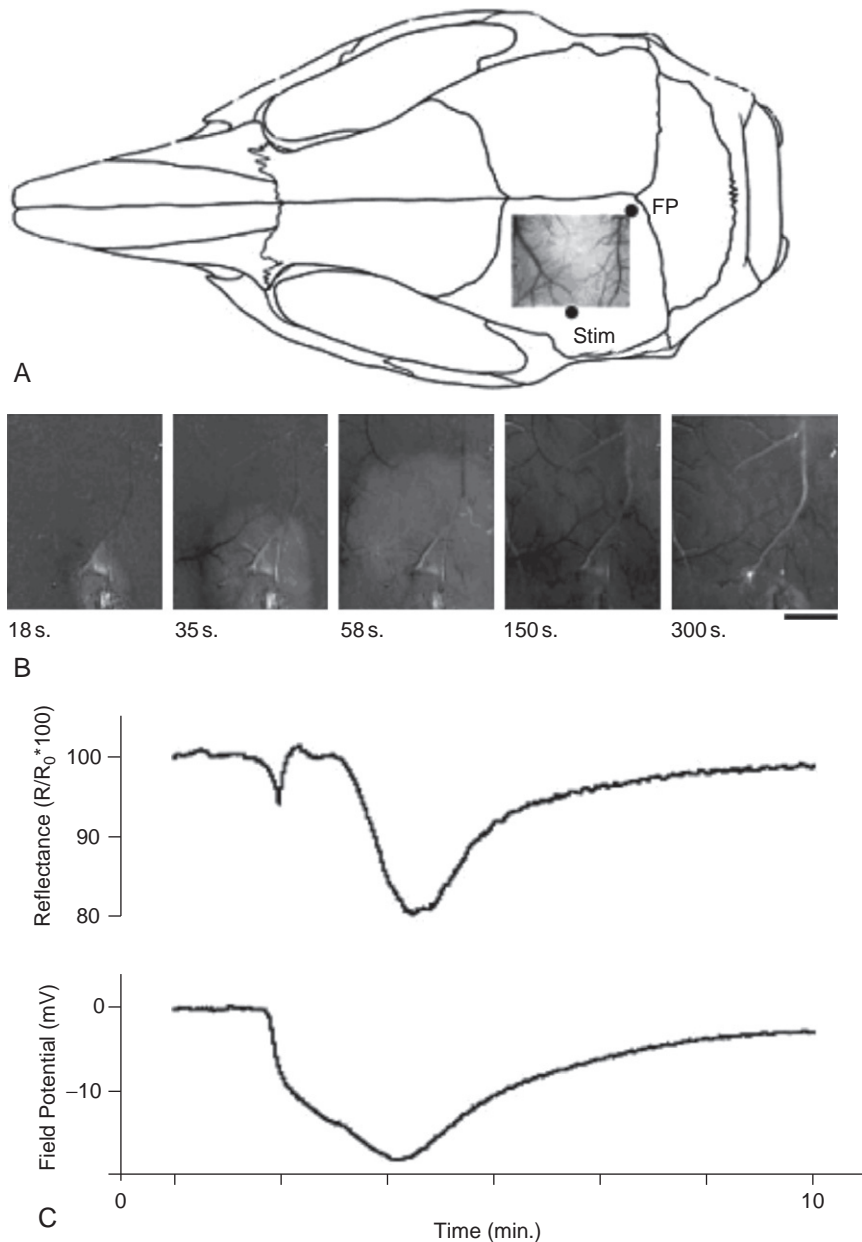 FP
Stim
A
18 s. 35 s. 58 s. 150 s. 300 s.
B
Reflectance (R/R₀*100)
100
90
80
Field Potential (mV)
0
–10
0 10
C
Time (min.)